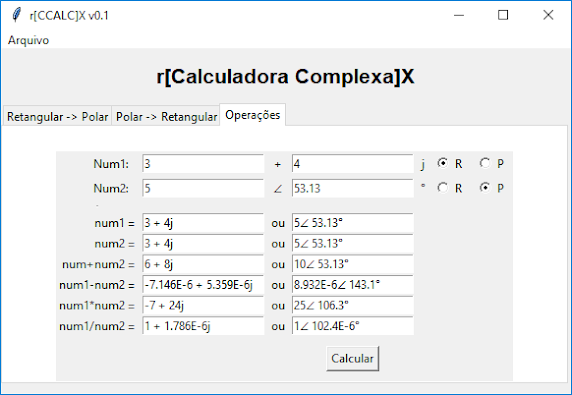 r[CCALC]X v0.1
Arquivo
r[Calculadora Complexa]X
Retangular -> Polar Polar -> Retangular Operações
Num1: 3 + 4 j R P
Num2: 5 ∠ 53.13 ° R P
num1 = 3 + 4j ou 5∠ 53.13°
num2 = 3 + 4j ou 5∠ 53.13°
num+num2 = 6 + 8j ou 10∠ 53.13°
num1-num2 = -7.146E-6 + 5.359E-6j ou 8.932E-6∠ 143.1°
num1*num2 = -7 + 24j ou 25∠ 106.3°
num1/num2 = 1 + 1.786E-6j ou 1∠ 102.4E-6°
Calcular